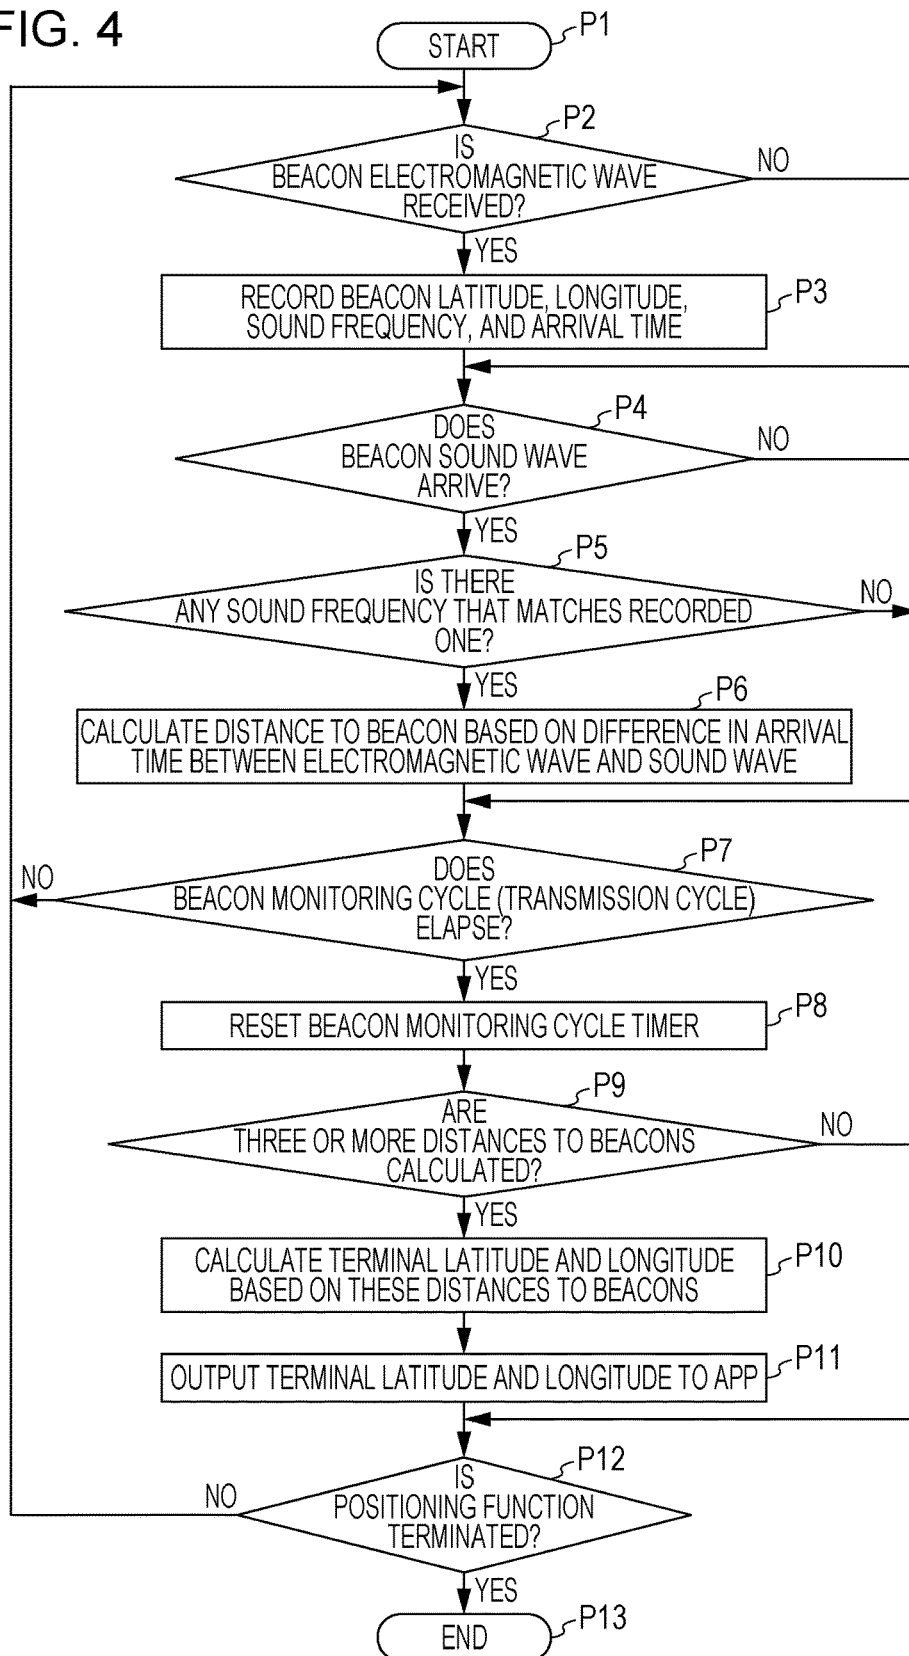 FIG. 4
START
P1
P2
IS
BEACON ELECTROMAGNETIC WAVE
RECEIVED?
NO
YES
RECORD BEACON LATITUDE, LONGITUDE,
SOUND FREQUENCY, AND ARRIVAL TIME
P3
P4
DOES
BEACON SOUND WAVE
ARRIVE?
NO
YES
P5
IS THERE
ANY SOUND FREQUENCY THAT MATCHES RECORDED
ONE?
NO
YES
P6
CALCULATE DISTANCE TO BEACON BASED ON DIFFERENCE IN ARRIVAL
TIME BETWEEN ELECTROMAGNETIC WAVE AND SOUND WAVE
P7
DOES
BEACON MONITORING CYCLE (TRANSMISSION CYCLE)
ELAPSE?
NO
YES
RESET BEACON MONITORING CYCLE TIMER
P8
P9
ARE
THREE OR MORE DISTANCES TO BEACONS
CALCULATED?
NO
YES
CALCULATE TERMINAL LATITUDE AND LONGITUDE
BASED ON THESE DISTANCES TO BEACONS
P10
OUTPUT TERMINAL LATITUDE AND LONGITUDE TO APP
P11
P12
IS
POSITIONING FUNCTION
TERMINATED?
NO
YES
END
P13